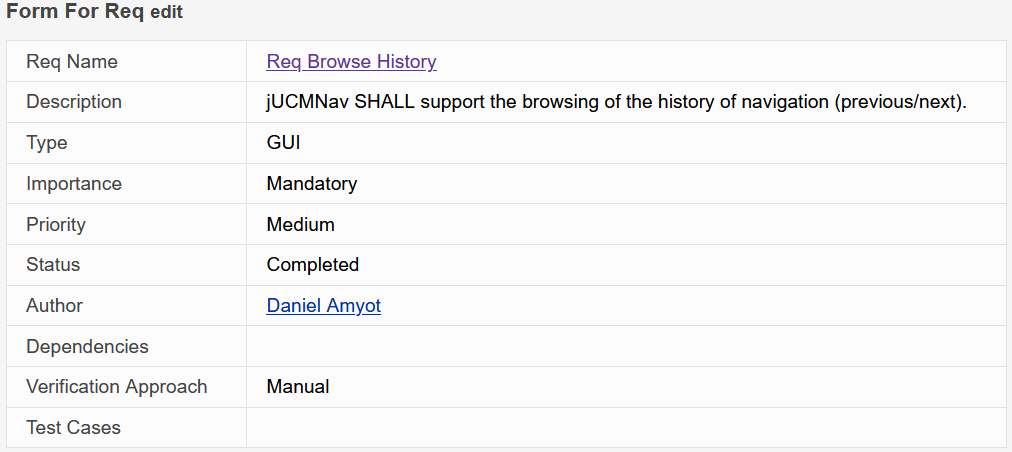 Form For Req edit
Req Name Req Browse History
Description jUCMNav SHALL support the browsing of the history of navigation (previous/next).
Type GUI
Importance Mandatory
Priority Medium
Status Completed
Author Daniel Amyot
Dependencies
Verification Approach Manual
Test Cases